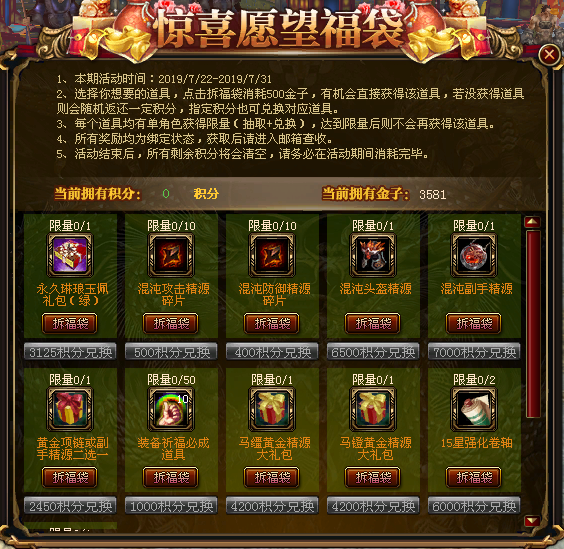 惊喜愿望福袋
1、本期活动时间：2019/7/22-2019/7/31
2、选择你想要的道具，点击拆福袋消耗500金子，有机会直接获得该道具，若没获得道具
则会随机返还一定积分，指定积分也可兑换对应道具。
3、每个道具均有单角色获得限量（抽取+兑换），达到限量后则不会再获得该道具。
4、所有奖励均为绑定状态，获取后请进入邮箱查收。
5、活动结束后，所有剩余积分将会清空，请务必在活动期间消耗完毕。
当前拥有积分： 0 积分 当前拥有金子： 3581
限量0/1 限量0/10 限量0/10 限量0/1 限量0/1
永久琳琅玉佩 混沌攻击精源 混沌防御精源 混沌头盔精源 混沌副手精源
礼包（绿） 碎片 碎片
拆福袋 拆福袋 拆福袋 拆福袋 拆福袋
3125积分兑换 500积分兑换 400积分兑换 6500积分兑换 7000积分兑换
限量0/1 限量0/50 限量0/1 限量0/1 限量0/2
10
黄金项链或副 装备祈福必成 马缰黄金精源 马镫黄金精源 15星强化卷轴
手精源二选一 道具 大礼包 大礼包
拆福袋 拆福袋 拆福袋 拆福袋 拆福袋
2450积分兑换 1000积分兑换 4200积分兑换 4200积分兑换 6000积分兑换